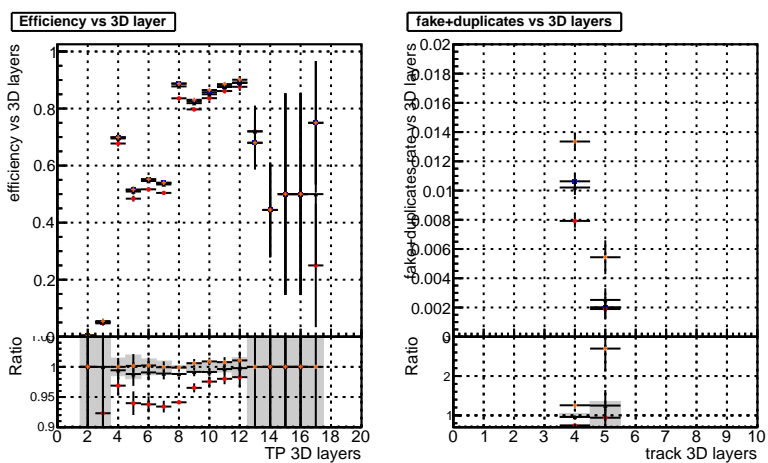 Efficiency vs 3D layer
efficiency vs 3D layers
1
0.8
0.6
0.4
0.2
0
Ratio
1
0.95
0.9
0 2 4 6 8 10 12 14 16 18 20
TP 3D layers
fake+duplicates vs 3D layers
fake+duplicates rate vs 3D layers
0.02
0.018
0.016
0.014
0.012
0.01
0.008
0.006
0.004
0.002
0
Ratio
2
1
0 1 2 3 4 5 6 7 8 9 10
track 3D layers